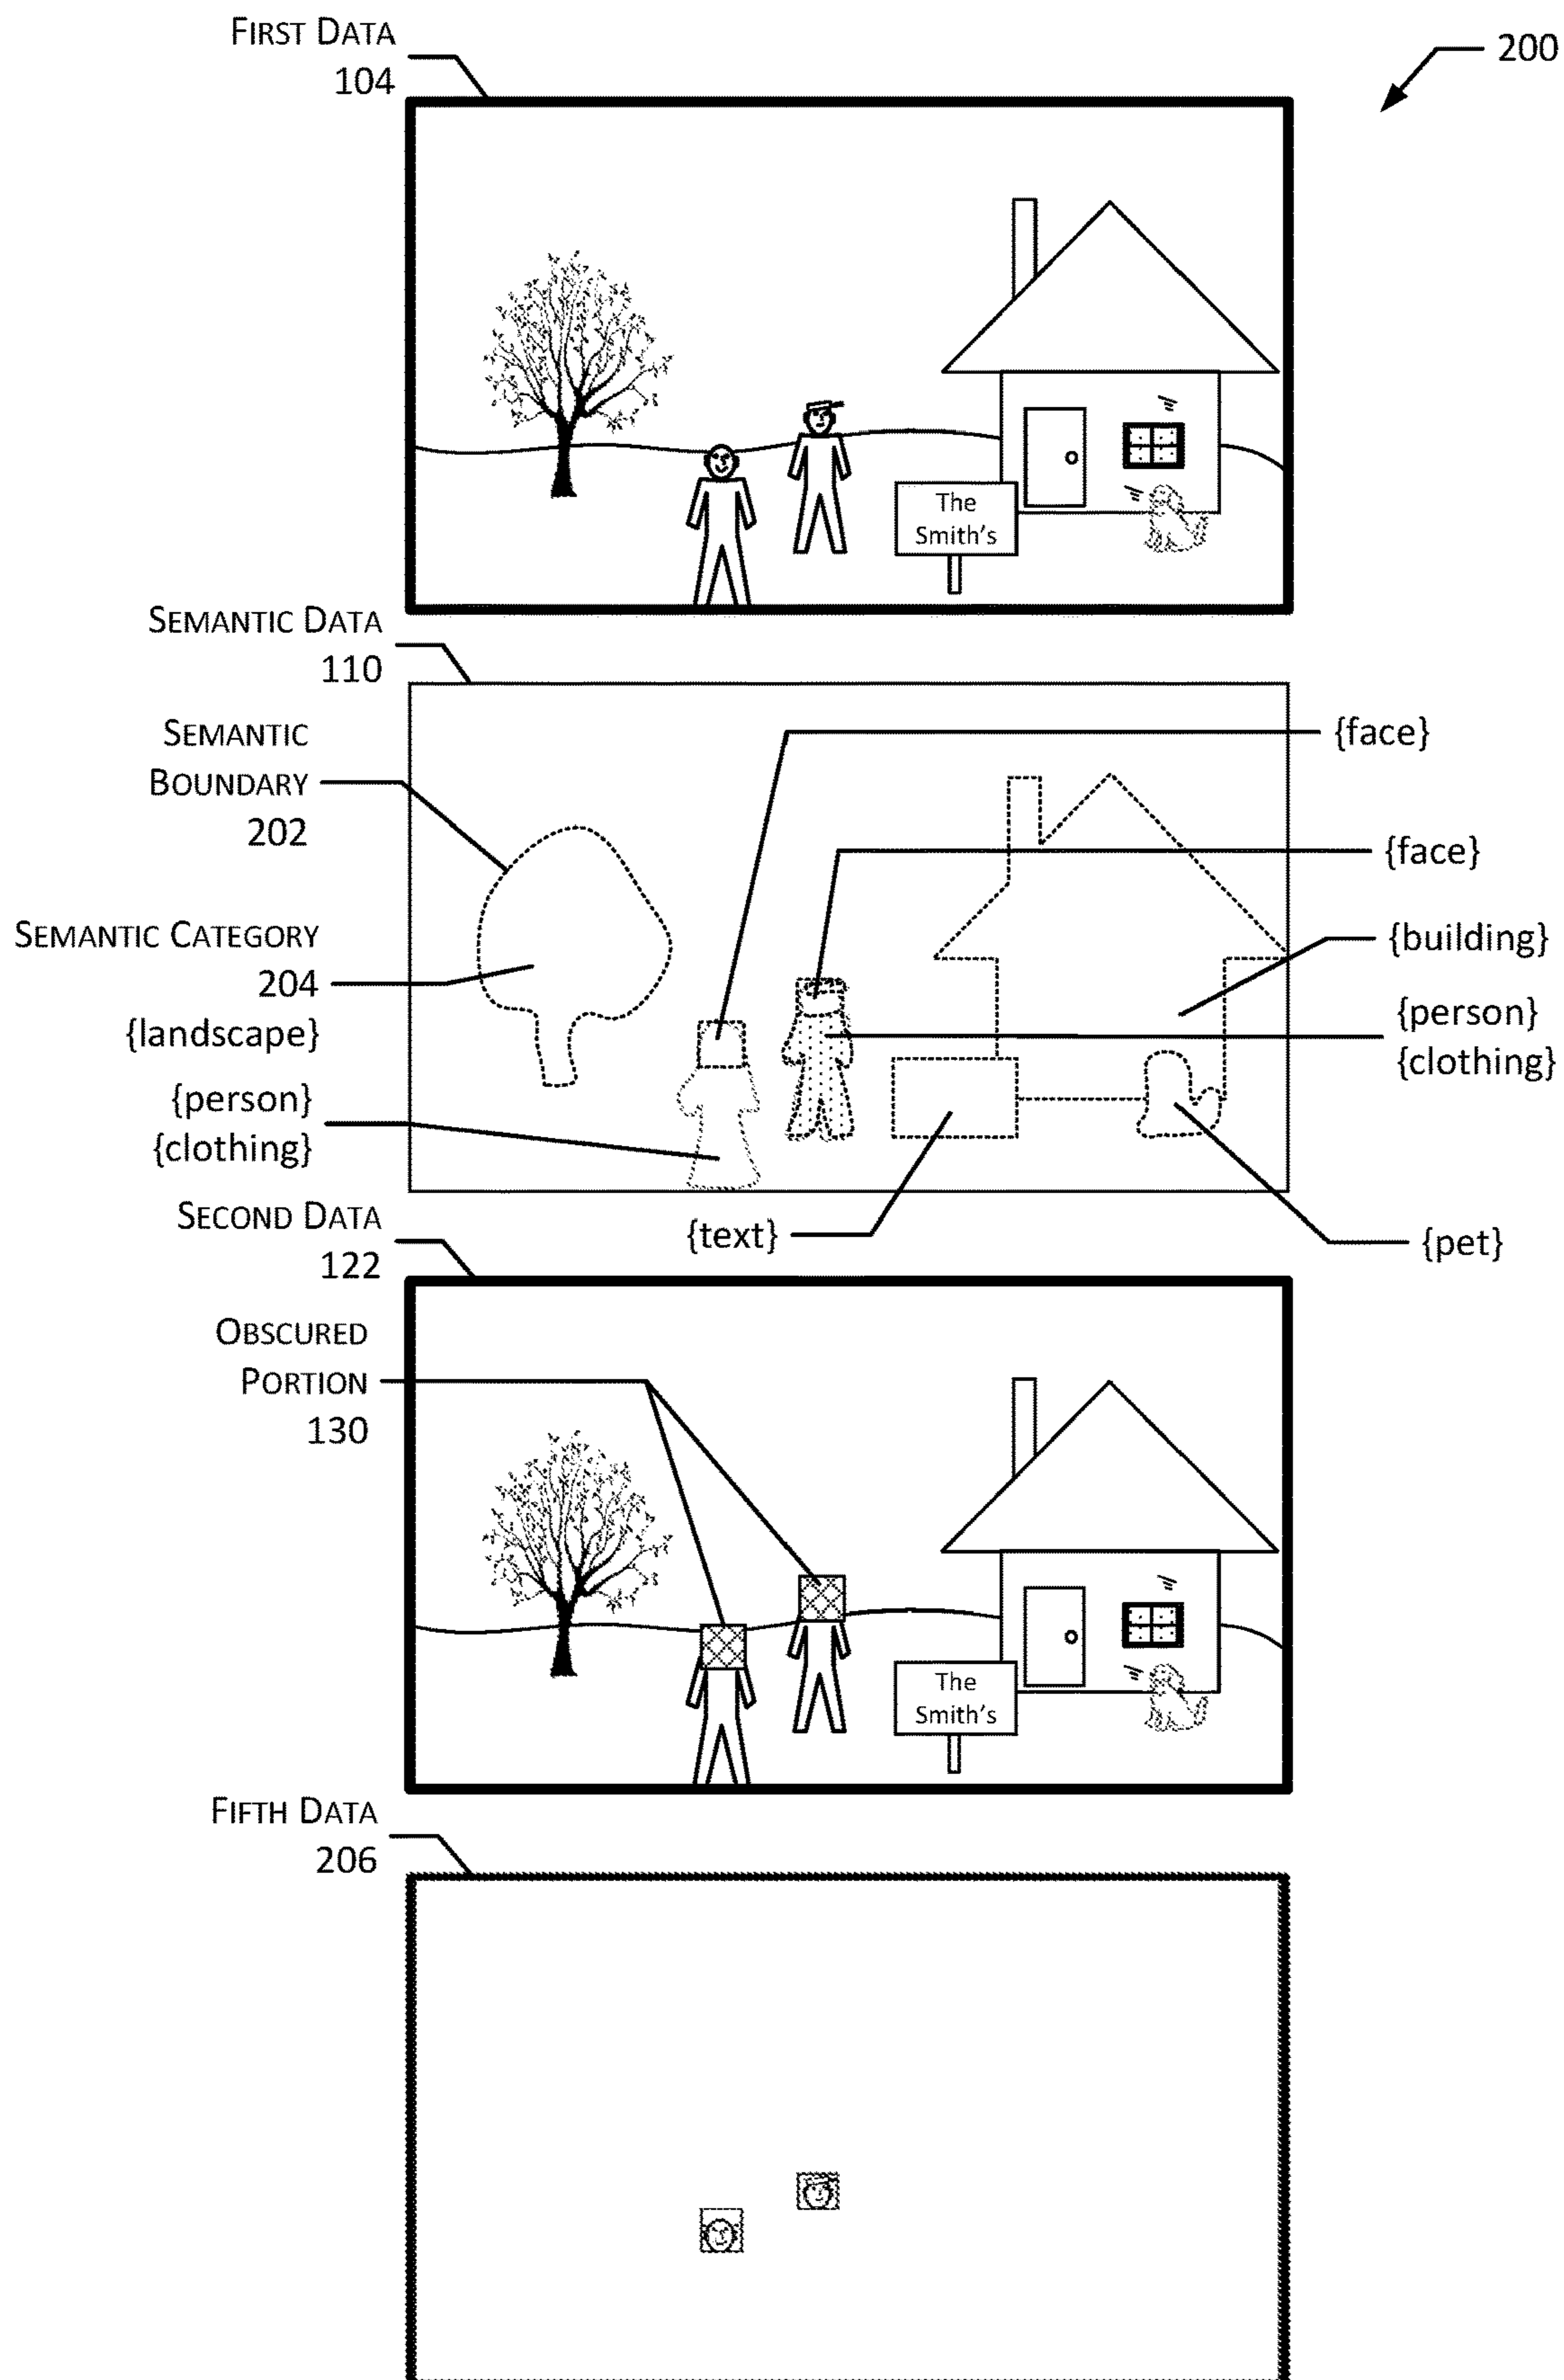 FIRST DATA
104
200
The
Smith's
SEMANTIC DATA
110
SEMANTIC
BOUNDARY
202
{face}
{face}
SEMANTIC CATEGORY
204
{landscape}
{building}
{person}
{clothing}
{person}
{clothing}
{text}
{pet}
SECOND DATA
122
OBSCURED
PORTION
130
The
Smith's
FIFTH DATA
206